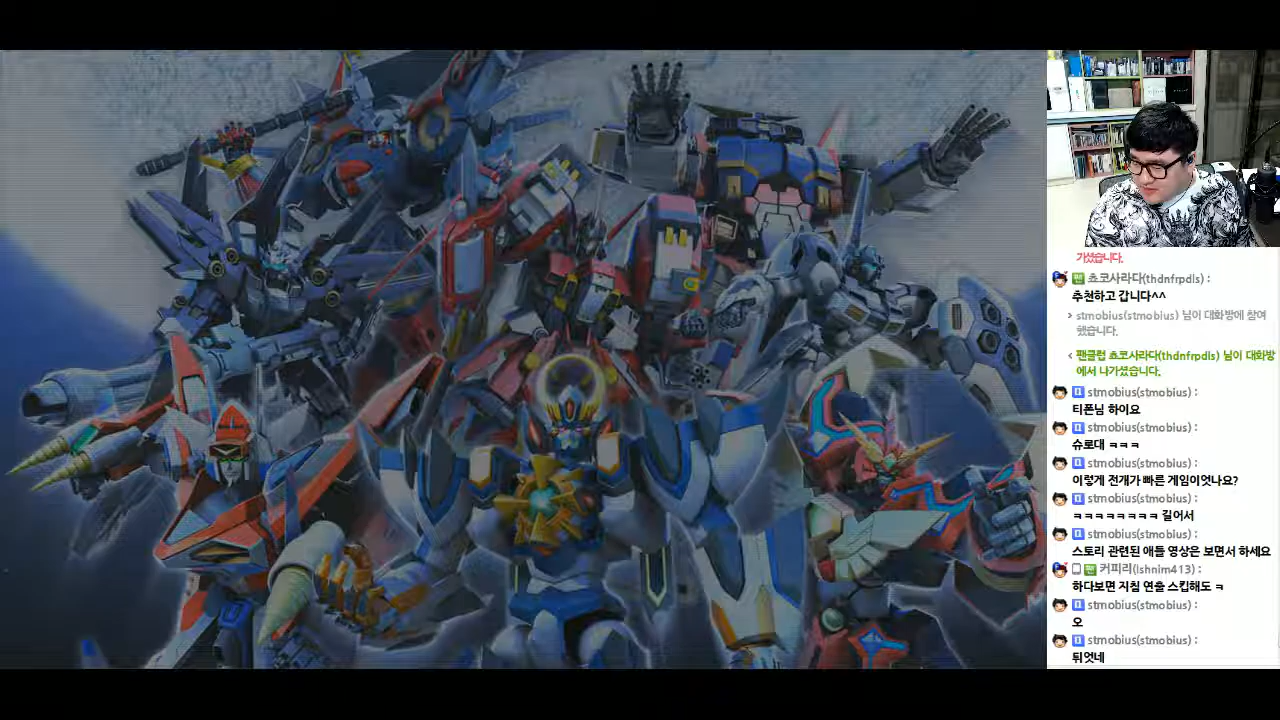 가셨습니다.
쵸코사라다(thdnfrpdls) :
추천하고 갑니다^^
> stmobius(stmobius) 님이 대화방에 참여
했습니다.
< 팬클럽 쵸코사라다(thdnfrpdls) 님이 대화방
에서 나가셨습니다.
stmobius(stmobius) :
티폰님 하이요
stmobius(stmobius) :
슈로대 ㅋㅋㅋ
stmobius(stmobius) :
이렇게 전개가 빠른 게임이엇나요?
stmobius(stmobius) :
ㅋㅋㅋㅋㅋㅋㅋㅋ 길어서
stmobius(stmobius) :
스토리 관련된 애들 영상은 보면서 하세요
팬 커피리(lshnim413) :
하다보면 지침 연출 스킵해도 ㅋ
stmobius(stmobius) :
오
stmobius(stmobius) :
뒤엇네